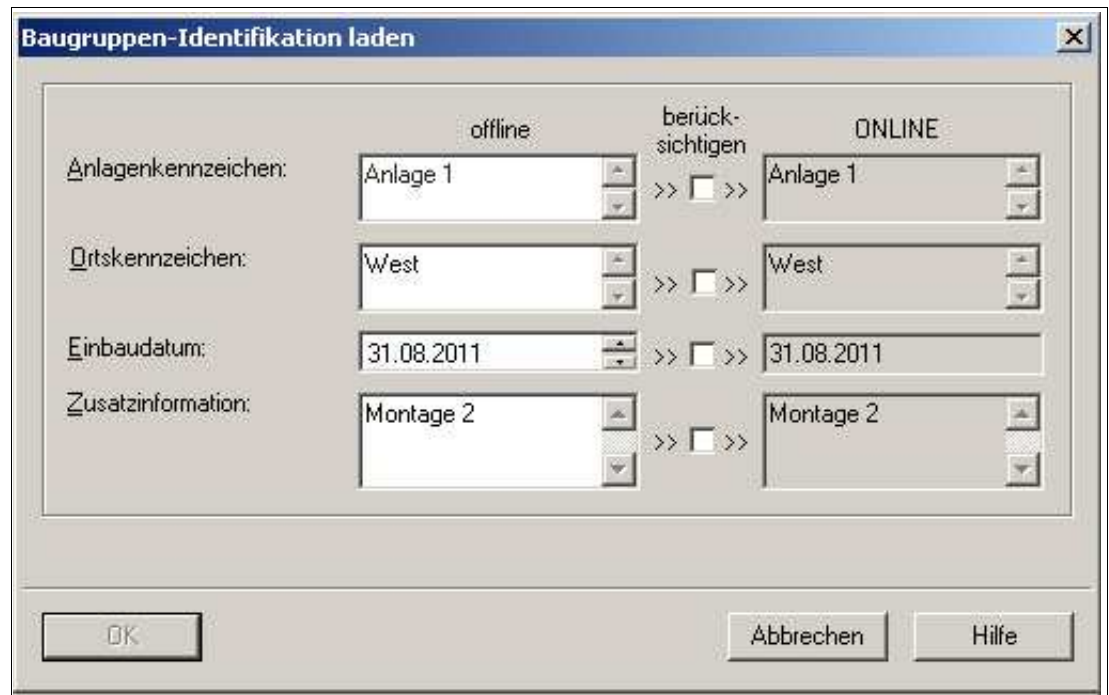 Baugruppen-Identifikation laden
offline
berück-
sichtigen
ONLINE
Anlagenkennzeichen:
Anlage 1
>> >>
Anlage 1
Ortskennzeichen:
West
>> >>
West
Einbaudatum:
31.08.2011
>> >>
31.08.2011
Zusatzinformation:
Montage 2
>> >>
Montage 2
OK
Abbrechen
Hilfe